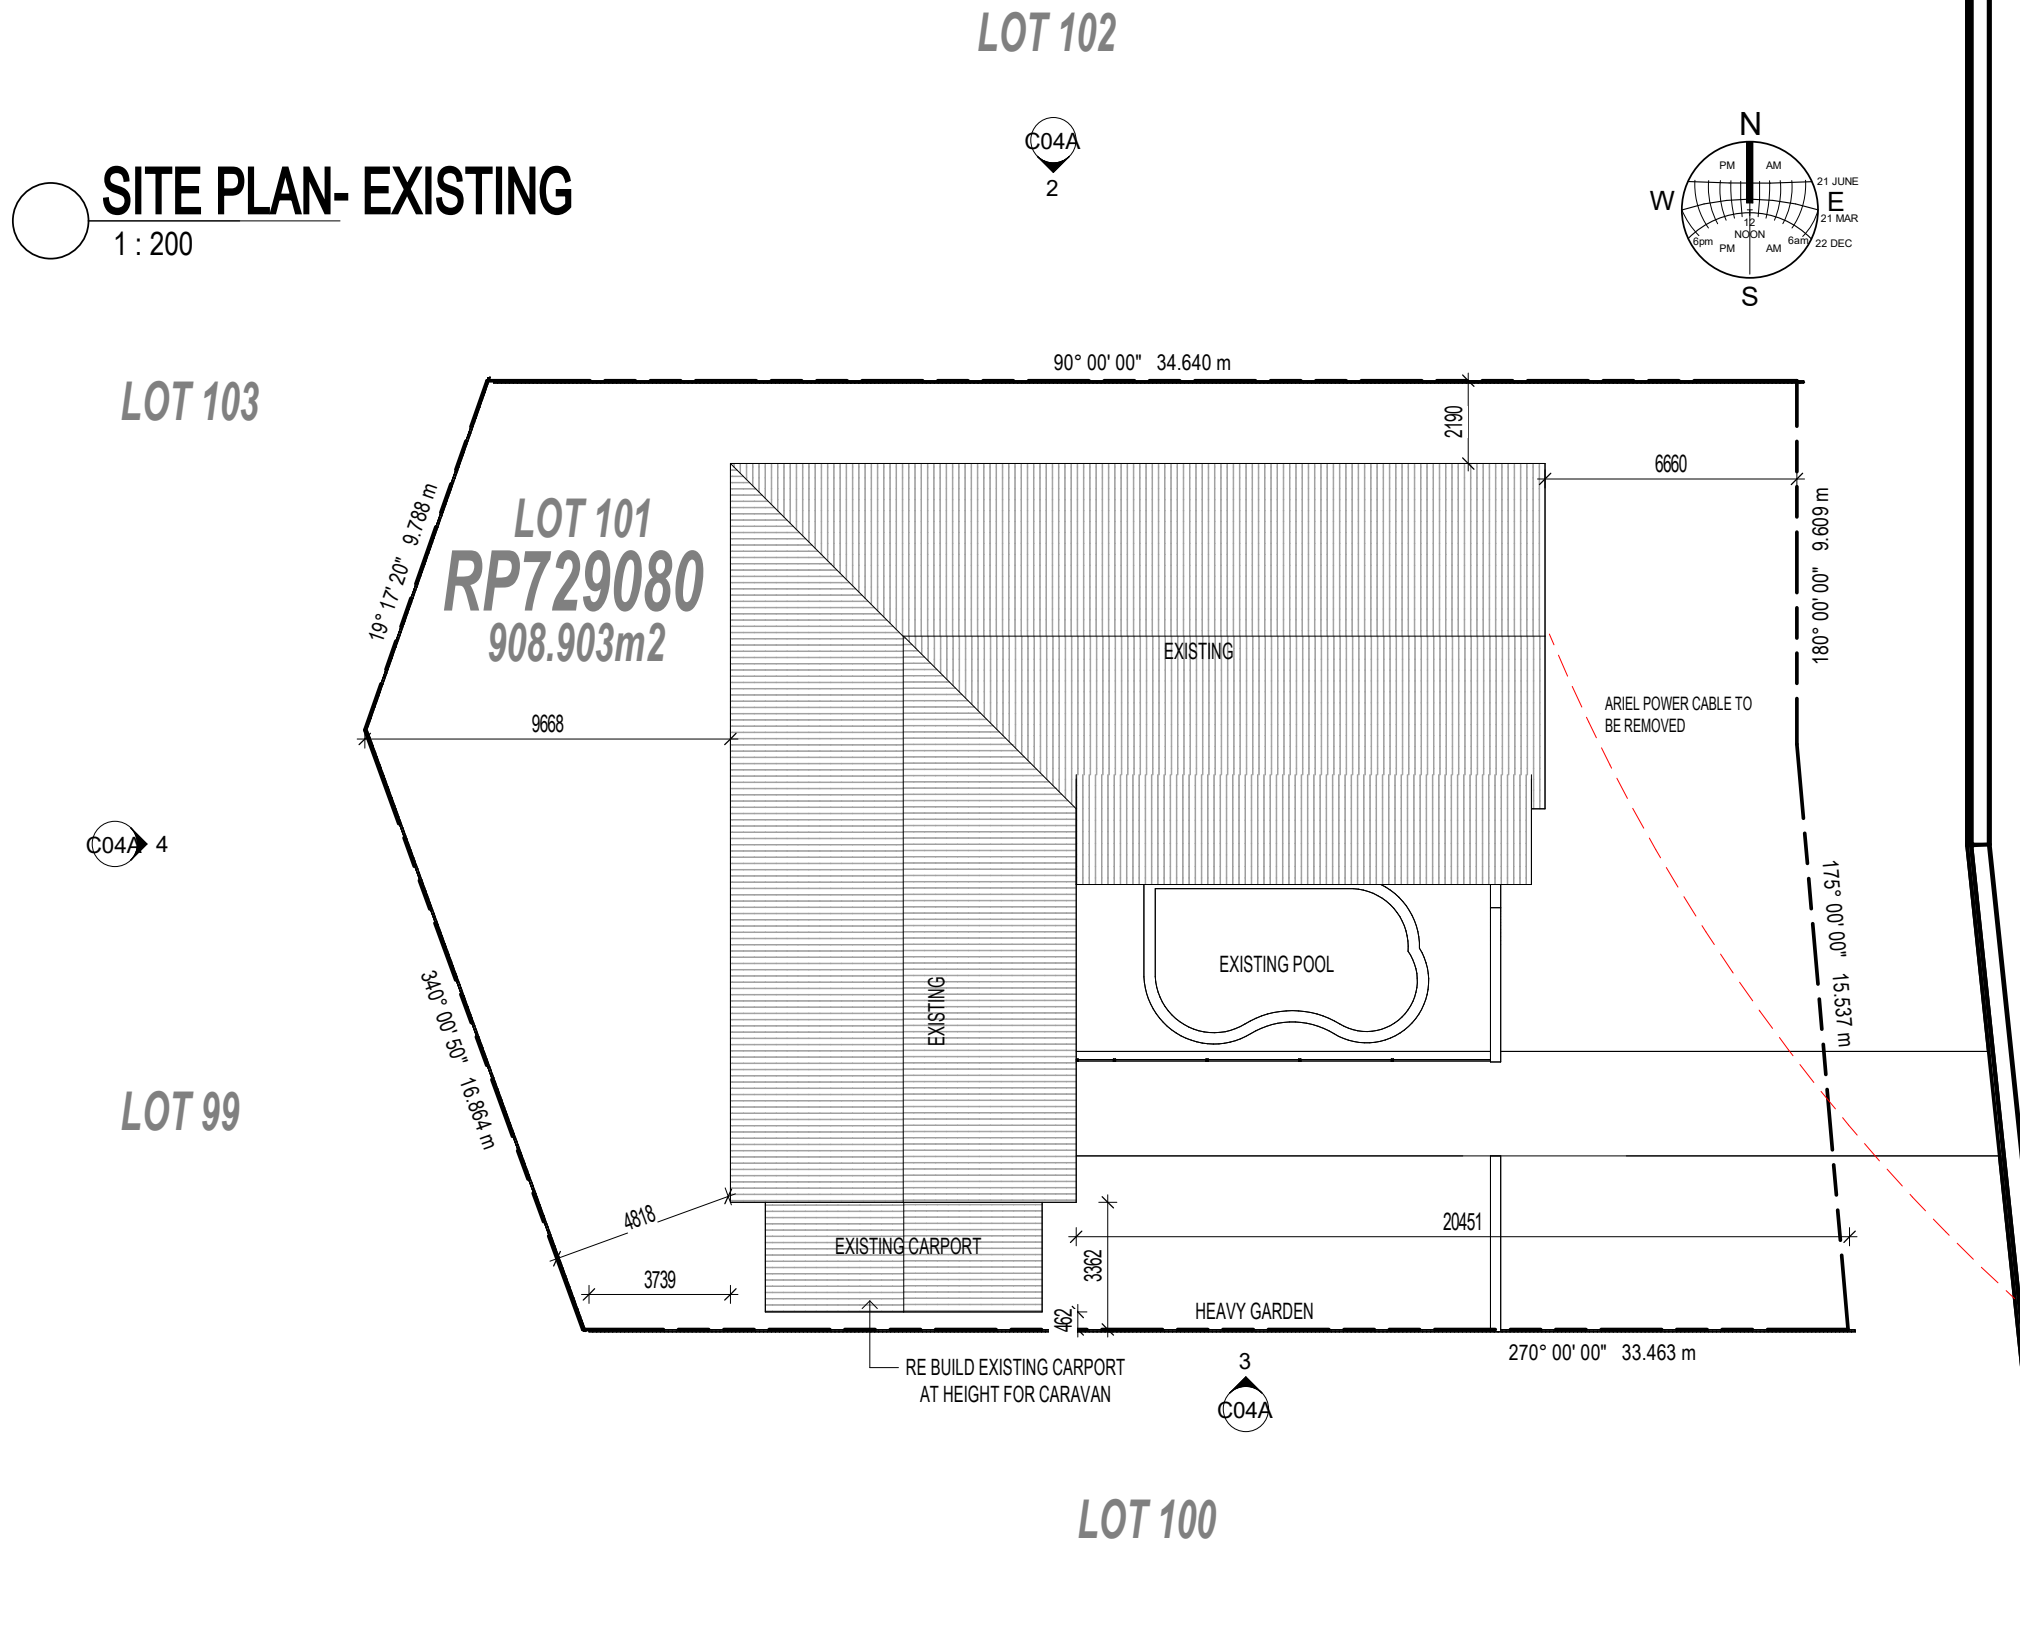 LOT 102
C04A
2
N
PM AM
21 JUNE
W
E
21 MAR
12
NOON
6pm
6am
22 DEC
PM AM
S
SITE PLAN- EXISTING
1 : 200
90° 00' 00" 34.640 m
LOT 103
2190
6660
19° 17' 20" 9.788 m
LOT 101
RP729080
908.903m2
180° 00' 00" 9.609 m
EXISTING
ARIEL POWER CABLE TO
BE REMOVED
9668
C04A 4
175° 00' 00" 15.537 m
EXISTING POOL
EXISTING
340° 00' 50" 16.864 m
LOT 99
4818
20451
EXISTING CARPORT
3362
3739
462
HEAVY GARDEN
270° 00' 00" 33.463 m
RE BUILD EXISTING CARPORT
AT HEIGHT FOR CARAVAN
3
C04A
LOT 100